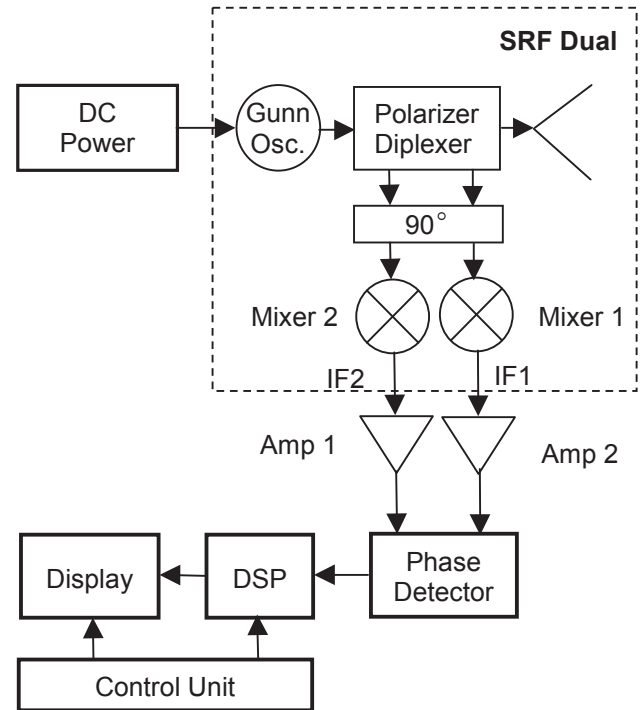 SRF Dual
DC
Power
Gunn
Osc.
Polarizer
Diplexer
90°
Mixer 2
Mixer 1
IF2
IF1
Amp 1
Amp 2
Display
DSP
Phase
Detector
Control Unit